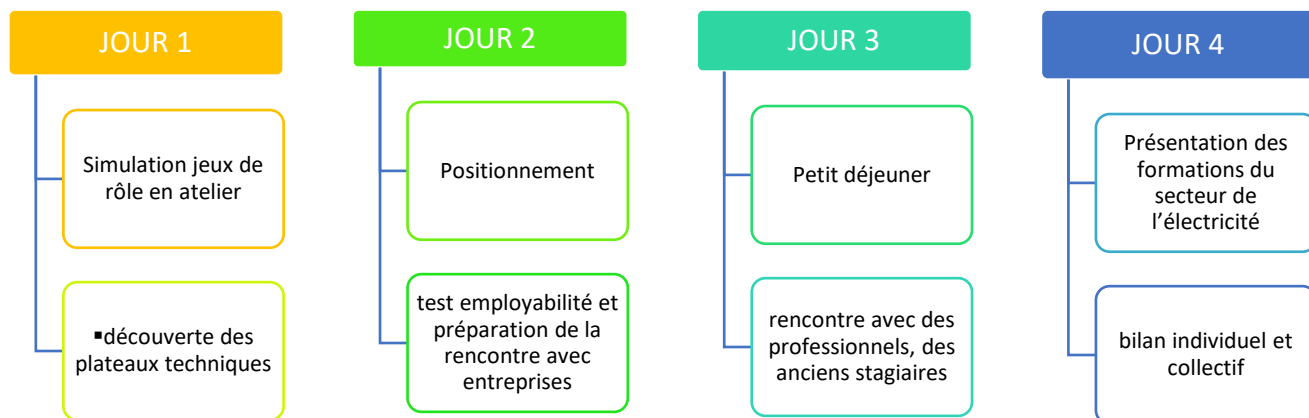 JOUR 1
Simulation jeux de
rôle en atelier
▪découverte des
plateaux techniques
JOUR 2
Positionnement
test employabilité et
préparation de la
rencontre avec
entreprises
JOUR 3
Petit déjeuner
rencontre avec des
professionnels, des
anciens stagiaires
JOUR 4
Présentation des
formations du
secteur de
l’électricité
bilan individuel et
collectif